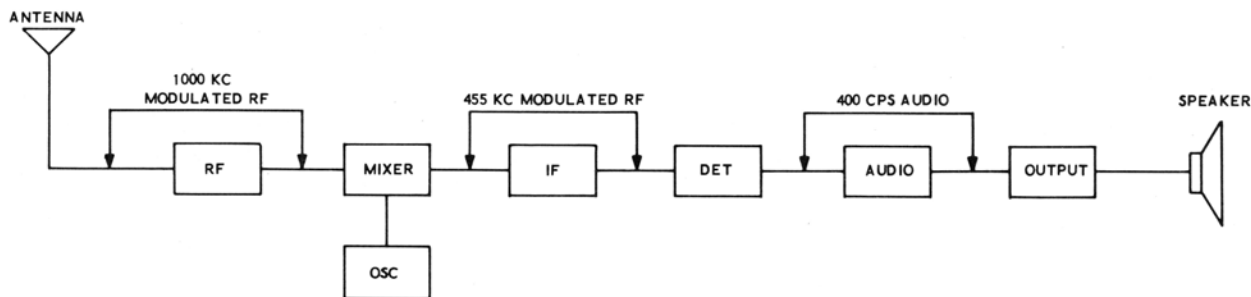 ANTENNA
1000 KC
MODULATED RF
455 KC MODULATED RF
400 CPS AUDIO
SPEAKER
RF
MIXER
IF
DET
AUDIO
OUTPUT
OSC